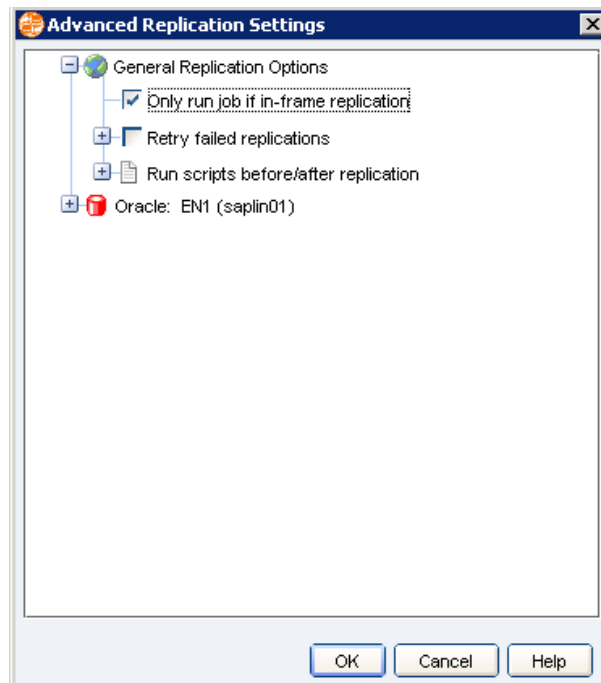 Advanced Replication Settings
General Replication Options
Only run job if in-frame replication
Retry failed replications
Run scripts before/after replication
Oracle: EN1 (saplin01)
OK Cancel Help